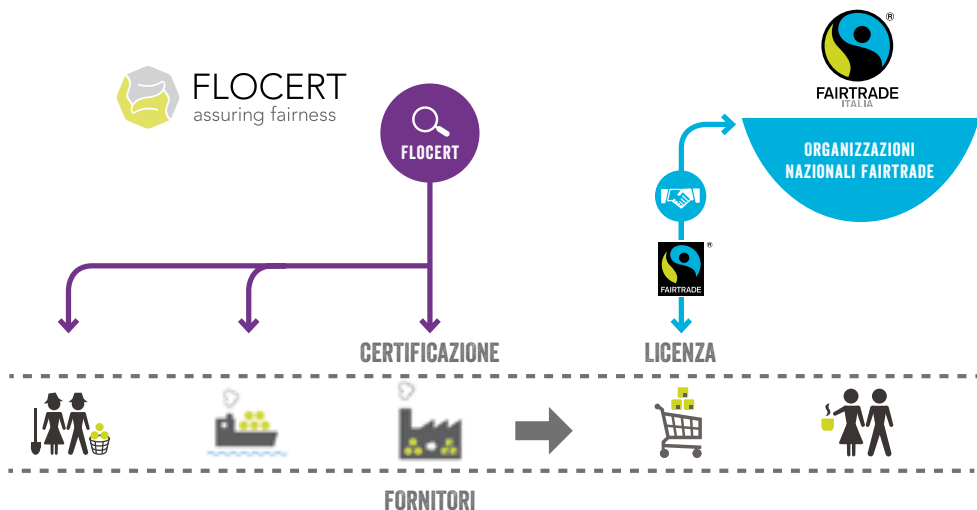 FLOCERT
assuring fairness
FLOCERT
®
FAIRTRADE
ITALIA
ORGANIZZAZIONI
NAZIONALI FAIRTRADE
®
FAIRTRADE
CERTIFICAZIONE
LICENZA
FORNITORI